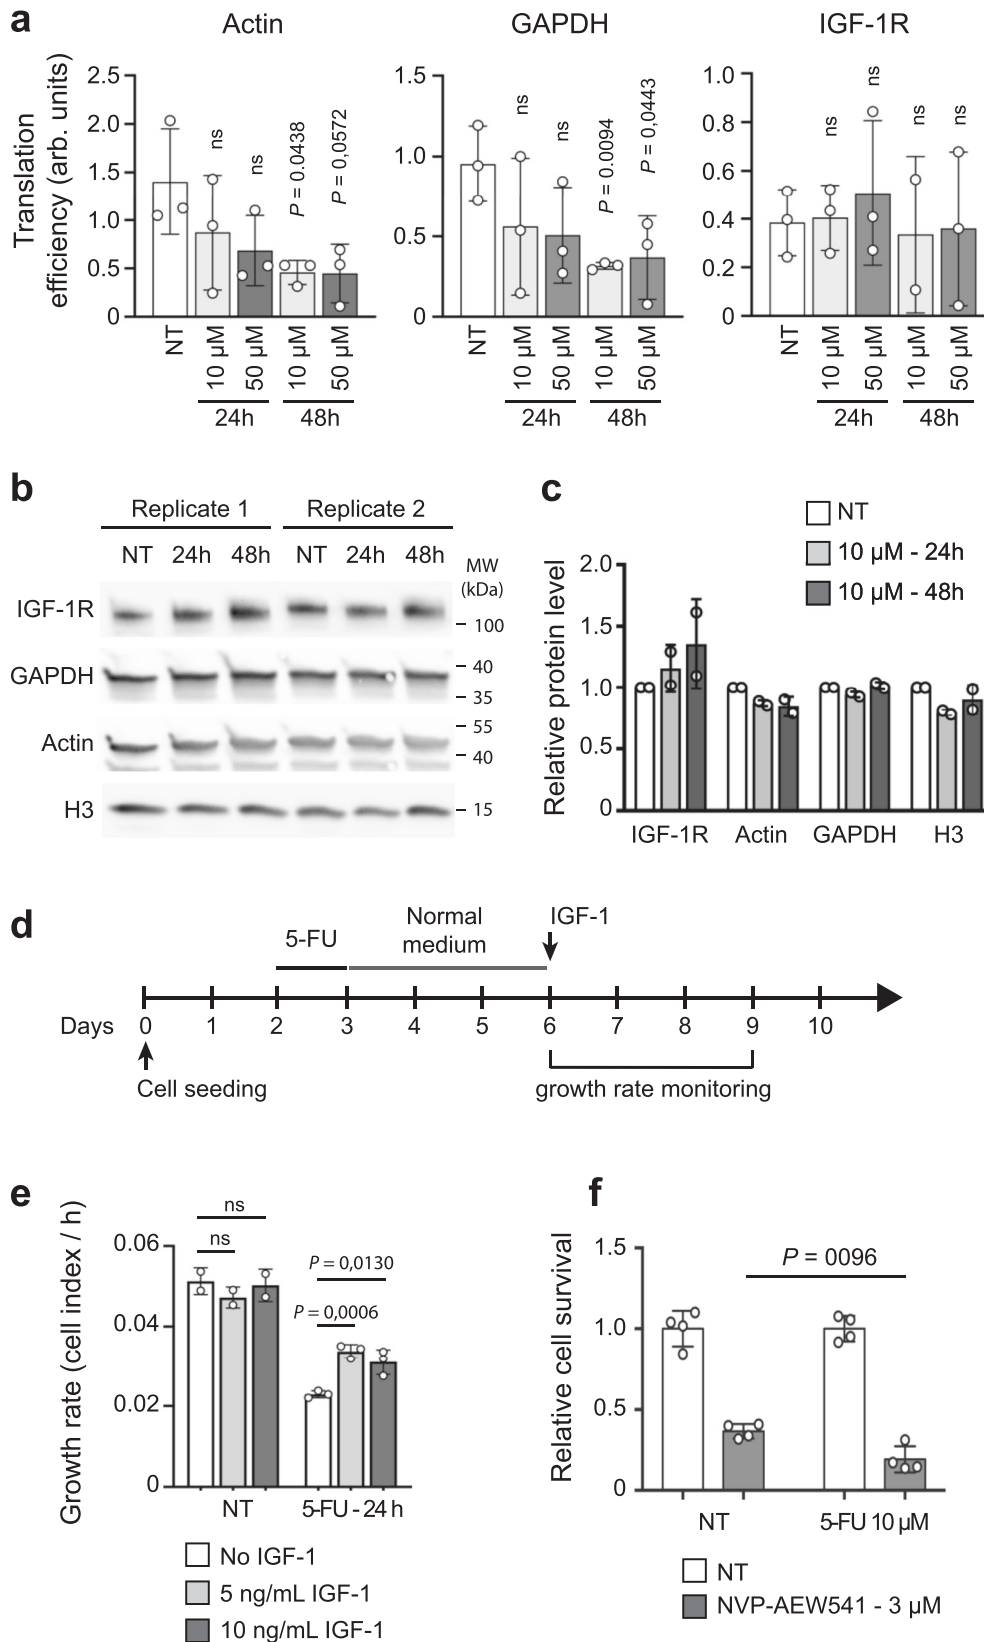 a
Actin
GAPDH
IGF-1R
Translation
efficiency (arb. units)
2.5
2.0
1.5
1.0
0.5
0
ns
ns
P = 0.0438
P = 0,0572
NT
10 µM
50 µM
10 µM
50 µM
24h
48h
1.5
1.0
0.5
0
ns
ns
P = 0.0094
P = 0,0443
NT
10 µM
50 µM
10 µM
50 µM
24h
48h
1.0
0.8
0.6
0.4
0.2
0
ns
ns
ns
ns
NT
10 µM
50 µM
10 µM
50 µM
24h
48h
b
Replicate 1
Replicate 2
NT
24h
48h
NT
24h
48h
MW
(kDa)
IGF-1R
100
GAPDH
40
35
Actin
55
40
H3
15
c
NT
10 µM - 24h
10 µM - 48h
Relative protein level
2.0
1.5
1.0
0.5
0
IGF-1R
Actin
GAPDH
H3
d
5-FU
Normal
medium
IGF-1
Days
0
1
2
3
4
5
6
7
8
9
10
Cell seeding
growth rate monitoring
e
Growth rate (cell index / h)
0.06
0.04
0.02
0
ns
ns
P = 0,0130
P = 0,0006
NT
5-FU - 24 h
No IGF-1
5 ng/mL IGF-1
10 ng/mL IGF-1
f
Relative cell survival
1.5
1.0
0.5
0
P = 0096
NT
5-FU 10 µM
NT
NVP-AEW541 - 3 µM